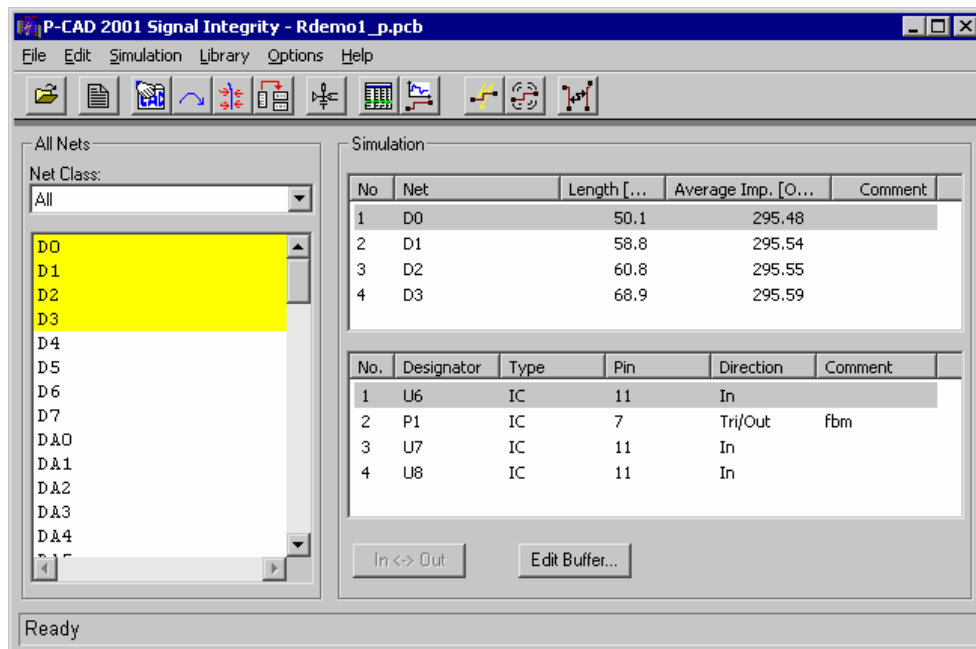 P-CAD 2001 Signal Integrity - Rdemo1_p.pcb
File Edit Simulation Library Options Help
All Nets
Net Class:
All
D0
D1
D2
D3
D4
D5
D6
D7
DA0
DA1
DA2
DA3
DA4
Simulation
No Net Length [... Average Imp. [O... Comment
1 D0 50.1 295.48
2 D1 58.8 295.54
3 D2 60.8 295.55
4 D3 68.9 295.59
No. Designator Type Pin Direction Comment
1 U6 IC 11 In
2 P1 IC 7 Tri/Out fbm
3 U7 IC 11 In
4 U8 IC 11 In
In <-> Out Edit Buffer...
Ready